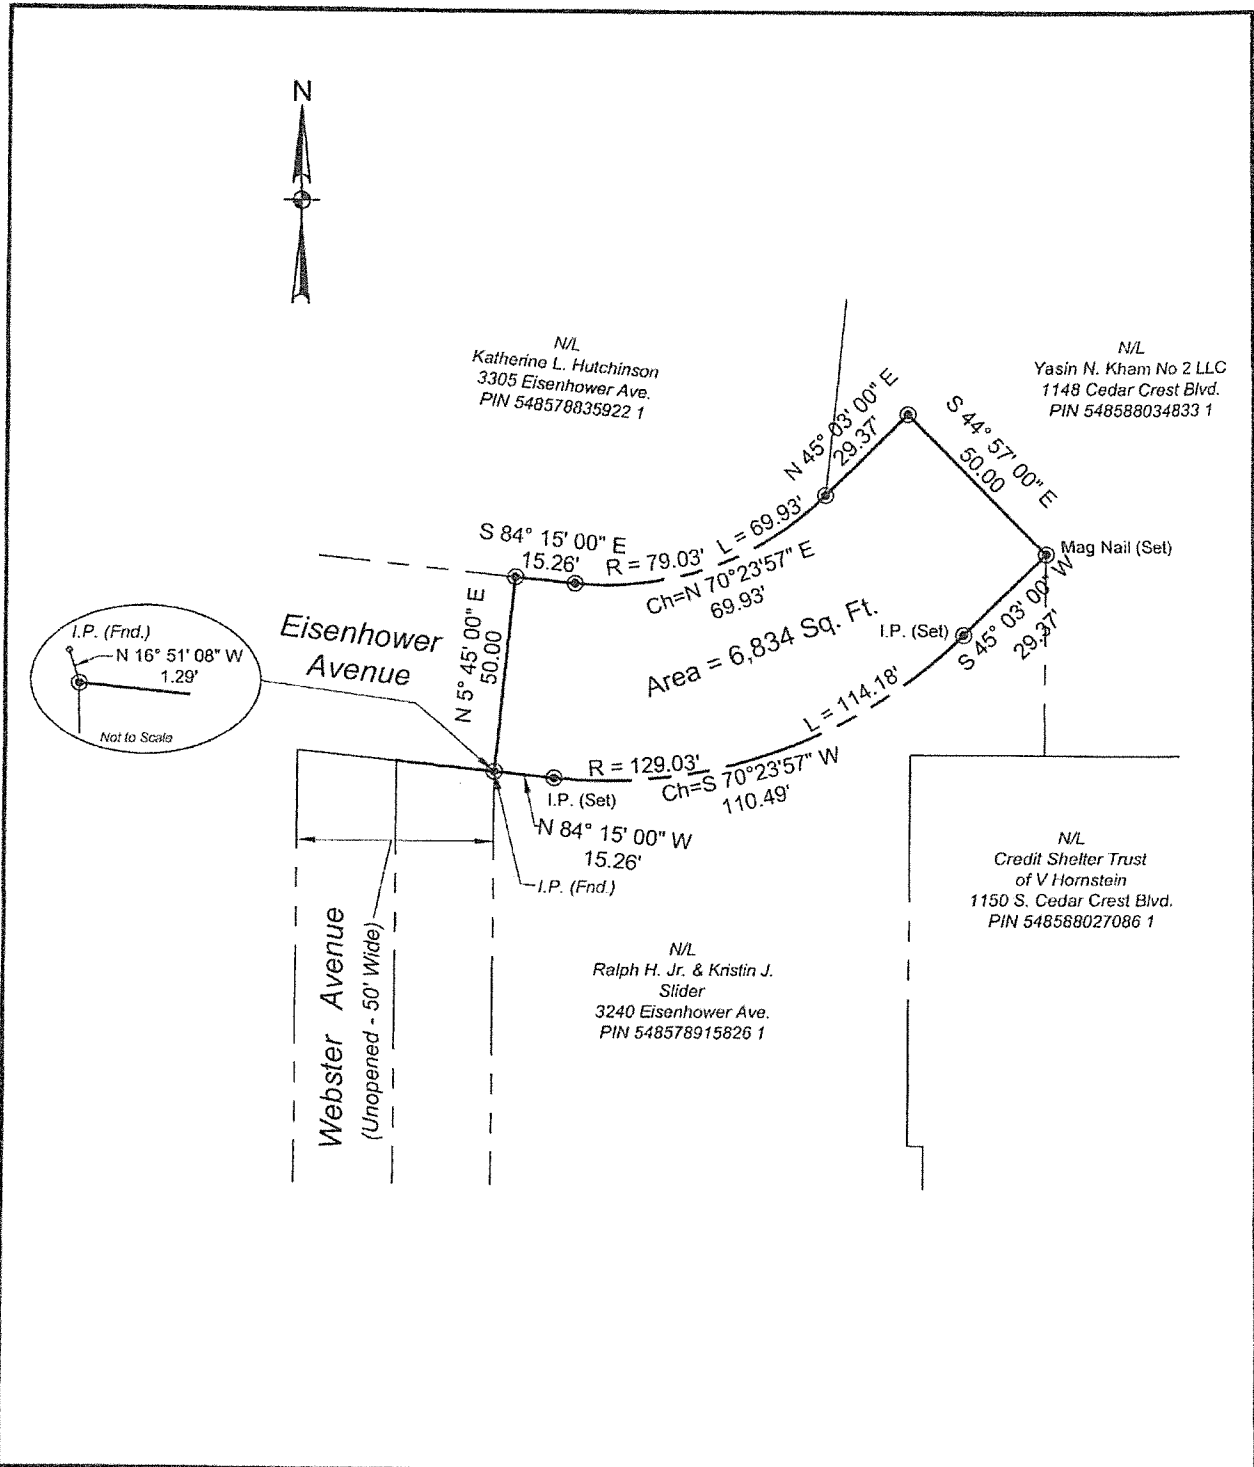 N
N/L
Katherine L. Hutchinson
3305 Eisenhower Ave.
PIN 548578835922 1
N/L
Yasin N. Kham No 2 LLC
1148 Cedar Crest Blvd.
PIN 548588034833 1
N 45° 03' 00" E
29.37'
S 44° 57' 00" E
50.00
S 84° 15' 00" E
15.26'
R = 79.03'
L = 69.93'
Ch=N 70°23'57" E
69.93'
Mag Nail (Set)
I.P. (Fnd.)
N 16° 51' 08" W
1.29'
Not to Scale
Eisenhower
Avenue
N 5° 45' 00" E
50.00
Area = 6,834 Sq. Ft.
I.P. (Set)
S 45° 03' 00" W
29.37'
R = 129.03'
L = 114.18'
Ch=S 70°23'57" W
110.49'
I.P. (Set)
N 84° 15' 00" W
15.26'
I.P. (Fnd.)
Webster Avenue
(Unopened - 50' Wide)
N/L
Ralph H. Jr. & Kristin J.
Slider
3240 Eisenhower Ave.
PIN 548578915826 1
N/L
Credit Shelter Trust
of V Hornstein
1150 S. Cedar Crest Blvd.
PIN 548588027086 1